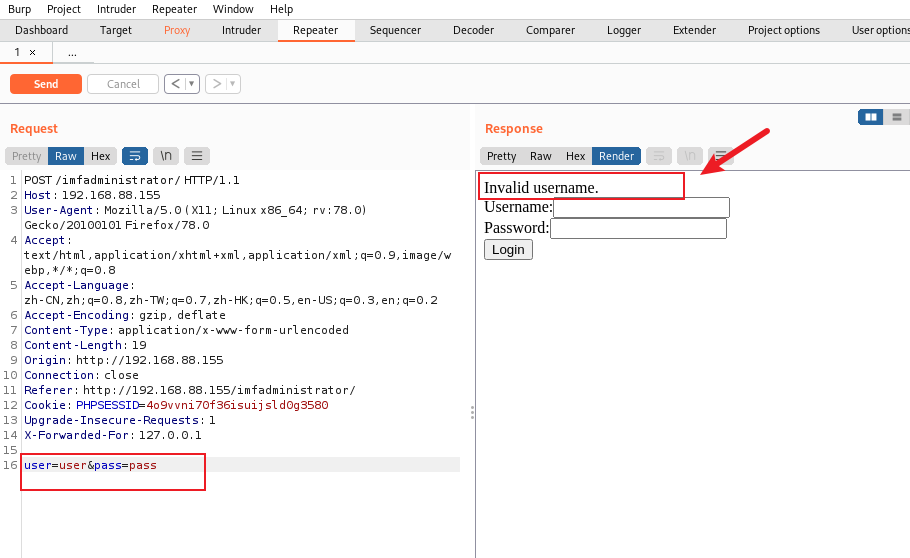 Burp Project Intruder Repeater Window Help
Dashboard Target Proxy Intruder Repeater Sequencer Decoder Comparer Logger Extender Project options User options
1 × ...
Send Cancel < ▾ > ▾
Request
Pretty Raw Hex \n
1 POST /imfadministrator/ HTTP/1.1
2 Host: 192.168.88.155
3 User-Agent: Mozilla/5.0 (X11; Linux x86_64; rv:78.0)
Gecko/20100101 Firefox/78.0
4 Accept:
text/html,application/xhtml+xml,application/xml;q=0.9,image/w
ebp,*/*;q=0.8
5 Accept-Language:
zh-CN,zh;q=0.8,zh-TW;q=0.7,zh-HK;q=0.5,en-US;q=0.3,en;q=0.2
6 Accept-Encoding: gzip, deflate
7 Content-Type: application/x-www-form-urlencoded
8 Content-Length: 19
9 Origin: http://192.168.88.155
10 Connection: close
11 Referer: http://192.168.88.155/imfadministrator/
12 Cookie: PHPSESSID=4o9vvni70f36isuijsld0g3580
13 Upgrade-Insecure-Requests: 1
14 X-Forwarded-For: 127.0.0.1
15
16 user=user&pass=pass
Response
Pretty Raw Hex Render \n
Invalid username.
Username:
Password:
Login